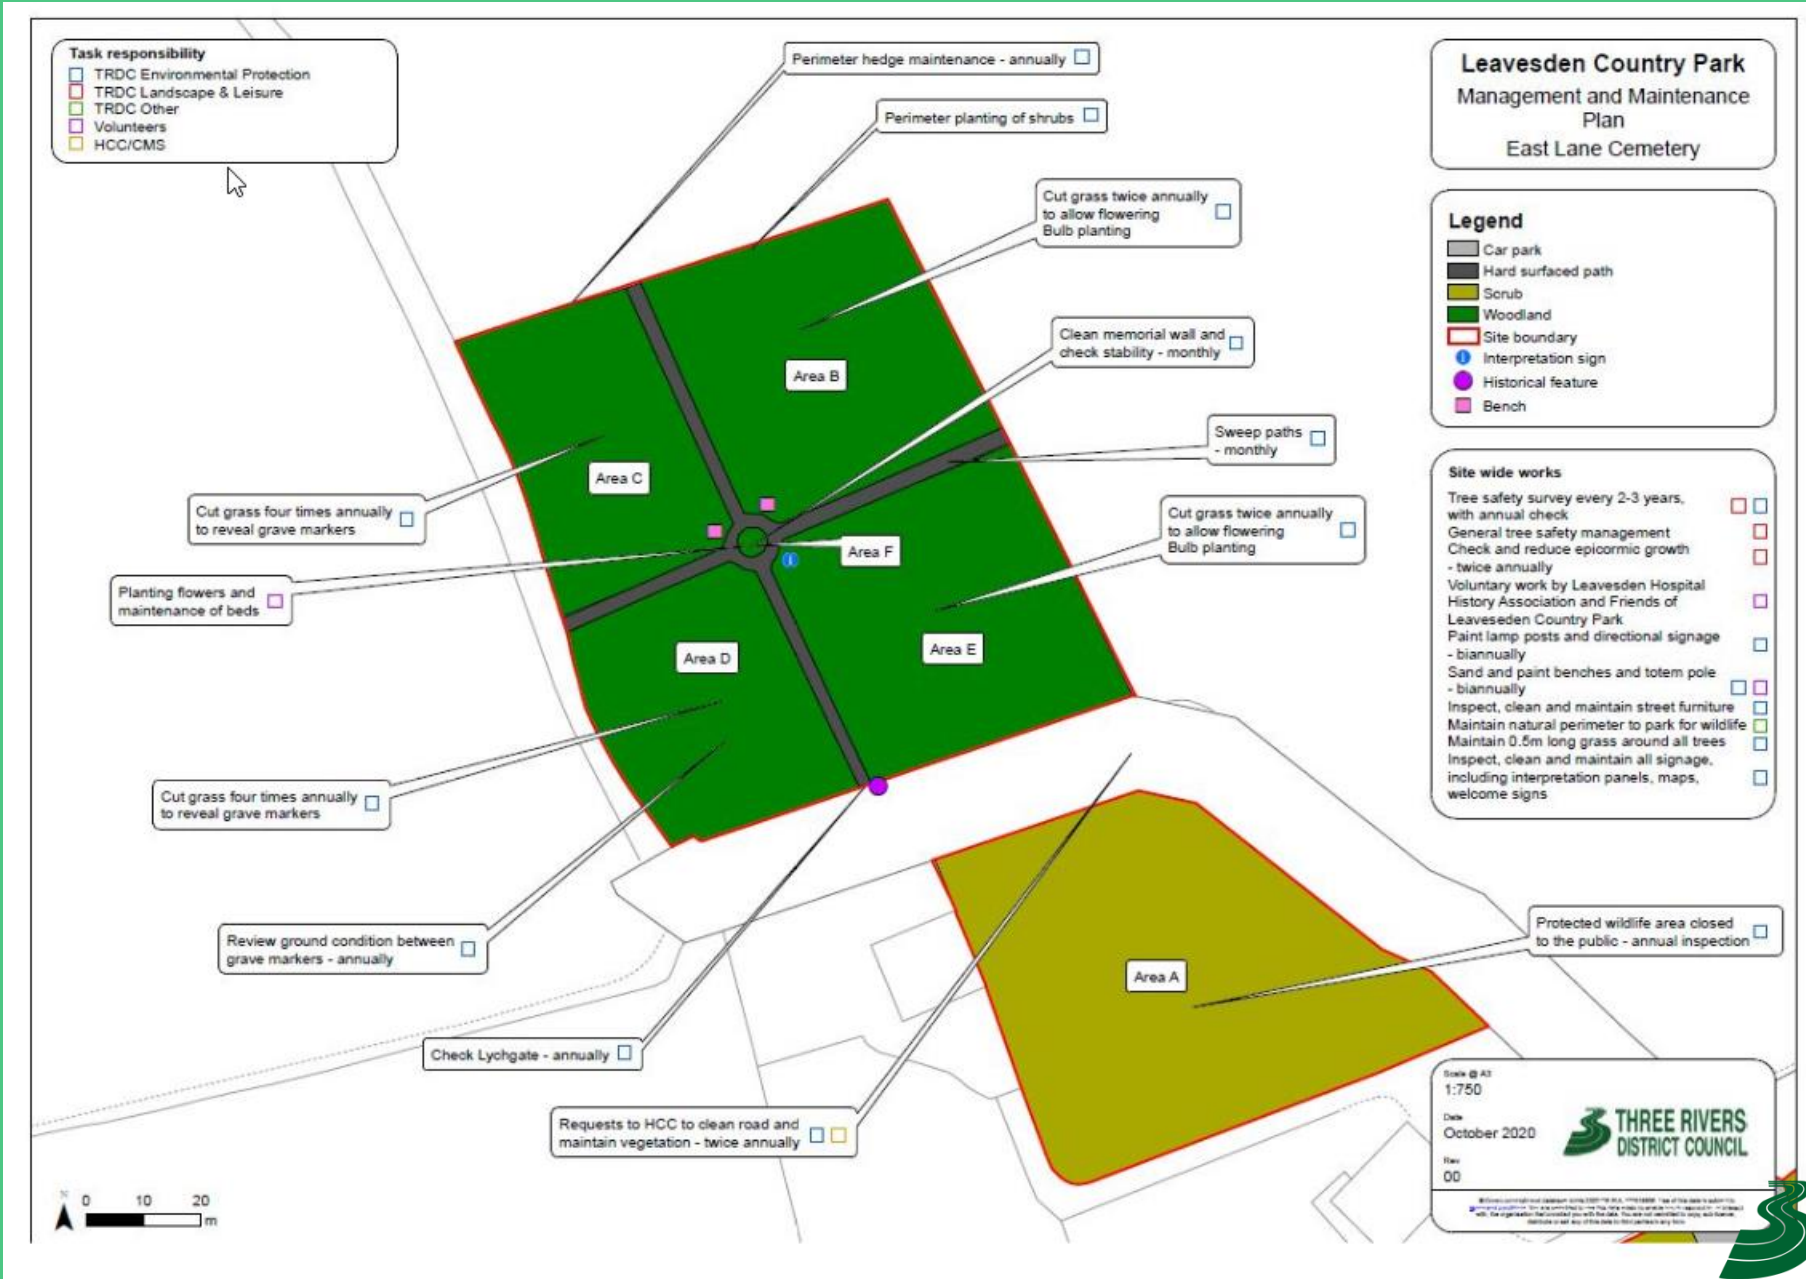 Task responsibility
TRDC Environmental Protection
TRDC Landscape & Leisure
TRDC Other
Volunteers
HCC/CMS
Perimeter hedge maintenance - annually
Perimeter planting of shrubs
Cut grass twice annually
to allow flowering
Bulb planting
Clean memorial wall and
check stability - monthly
Sweep paths
- monthly
Cut grass twice annually
to allow flowering
Bulb planting
Area B
Area C
Area F
Area D
Area E
Area A
Cut grass four times annually
to reveal grave markers
Planting flowers and
maintenance of beds
Cut grass four times annually
to reveal grave markers
Review ground condition between
grave markers - annually
Check Lychgate - annually
Requests to HCC to clean road and
maintain vegetation - twice annually
Protected wildlife area closed
to the public - annual inspection
Leavesden Country Park
Management and Maintenance
Plan
East Lane Cemetery
Legend
Car park
Hard surfaced path
Scrub
Woodland
Site boundary
Interpretation sign
Historical feature
Bench
Site wide works
Tree safety survey every 2-3 years,
with annual check
General tree safety management
Check and reduce epicormic growth
- twice annually
Voluntary work by Leavesden Hospital
History Association and Friends of
Leaveseden Country Park
Paint lamp posts and directional signage
- biannually
Sand and paint benches and totem pole
- biannually
Inspect, clean and maintain street furniture
Maintain natural perimeter to park for wildlife
Maintain 0.5m long grass around all trees
Inspect, clean and maintain all signage,
including interpretation panels, maps,
welcome signs
Scale @ A3
1:750
Date
October 2020
Rev
00
THREE RIVERS
DISTRICT COUNCIL
N
0 10 20
m